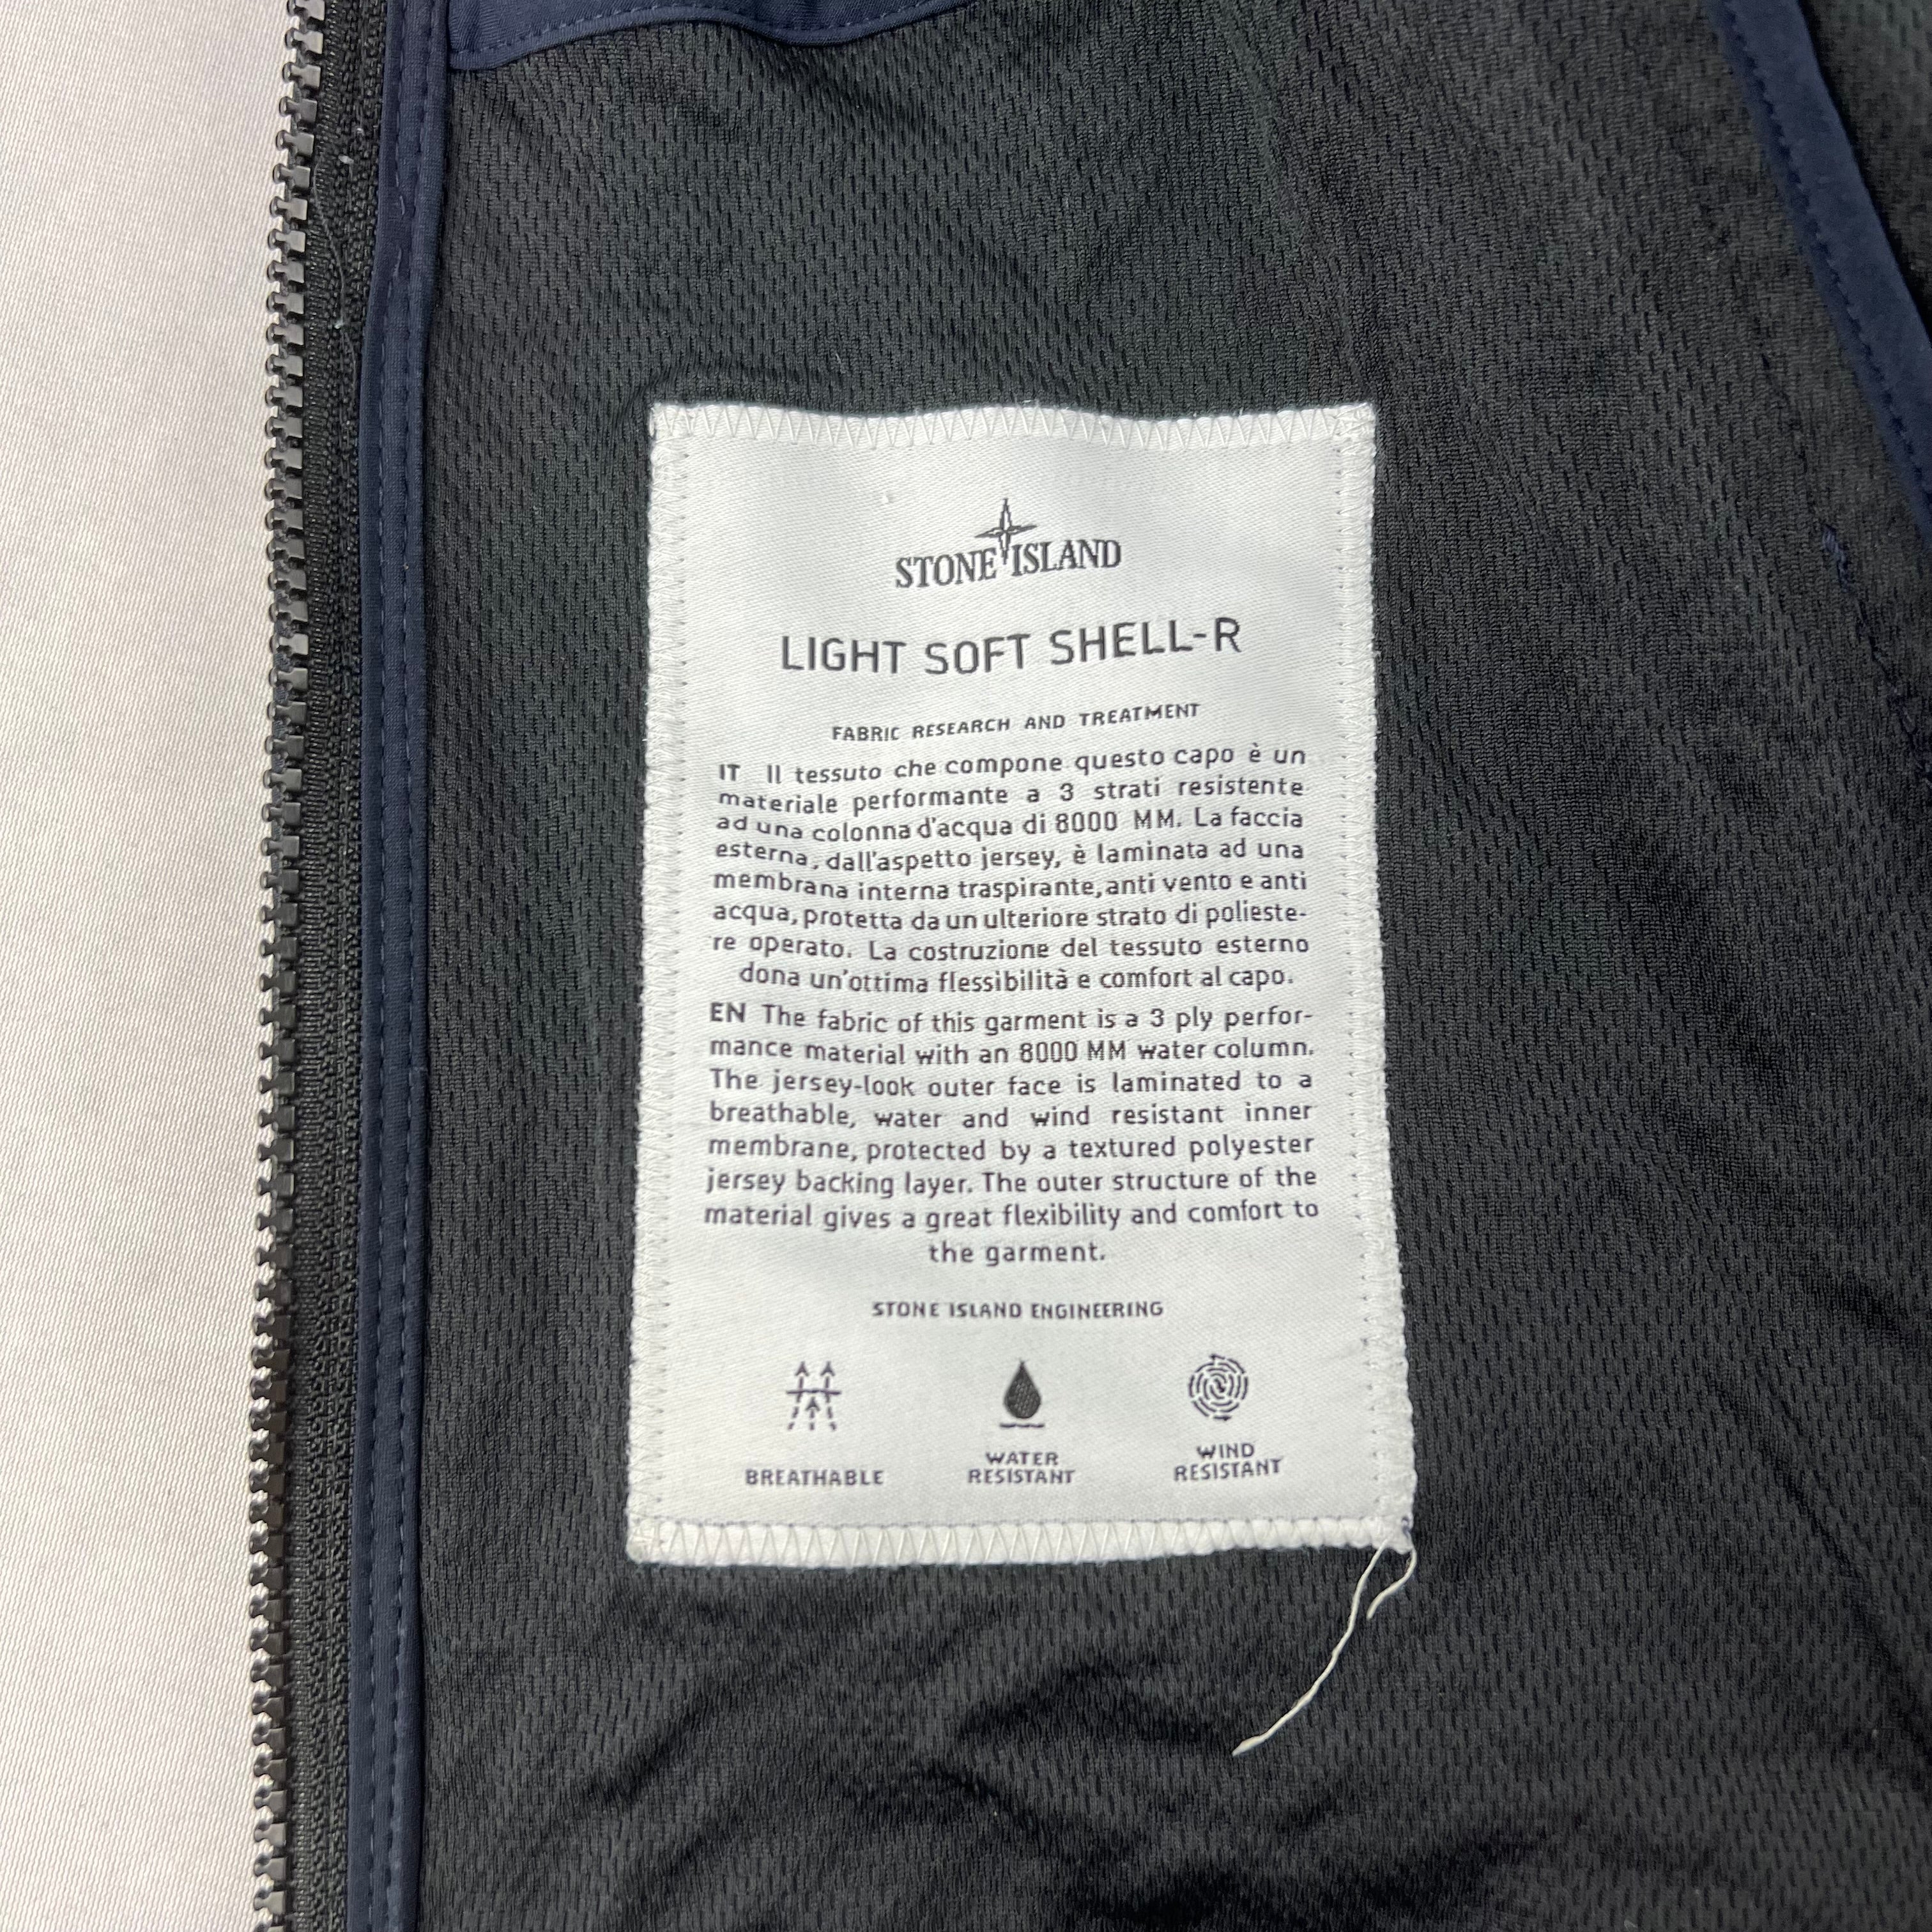 STONE ISLAND
LIGHT SOFT SHELL-R
FABRIC RESEARCH AND TREATMENT
IT Il tessuto che compone questo capo è un
materiale performante a 3 strati resistente
ad una colonna d'acqua di 8000 MM. La faccia
esterna, dall'aspetto jersey, è laminata ad una
membrana interna traspirante, anti vento e anti
acqua, protetta da un ulteriore strato di polieste-
re operato. La costruzione del tessuto esterno
dona un'ottima flessibilità e comfort al capo.
EN The fabric of this garment is a 3 ply perfor-
mance material with an 8000 MM water column.
The jersey-look outer face is laminated to a
breathable, water and wind resistant inner
membrane, protected by a textured polyester
jersey backing layer. The outer structure of the
material gives a great flexibility and comfort to
the garment.
STONE ISLAND ENGINEERING
BREATHABLE
WATER
RESISTANT
WIND
RESISTANT